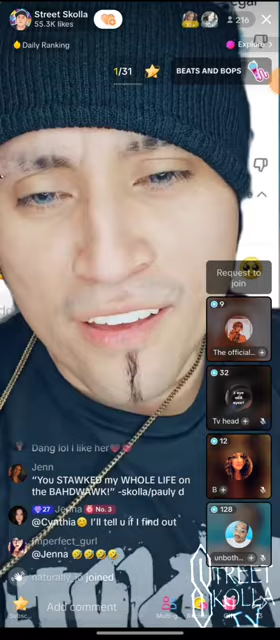 Street Skolla
55.3K likes
216
Daily Ranking
Explore
1/31
BEATS AND BOPS
Request to join
9
The official...
32
Tv head
12
B
128
unboth...
Dang lol I like her
Jenn
“You STAWKED my WHOLE LIFE on
the BAHDWAWK!” -skolla/pauly d
27 Jenna No. 3
@Cynthia😊 I’ll tell u if I find out
imperfect_gurl
@Jenna 🤣🤣🤣🤣
naturally_to joined
STREET
SKOLLA
Subsc...
Add comment